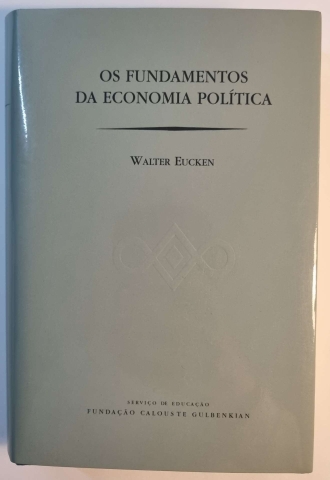 OS FUNDAMENTOS
DA ECONOMIA POLÍTICA
WALTER EUCKEN
SERVIÇO DE EDUCAÇÃO
FUNDAÇÃO CALOUSTE GULBENKIAN